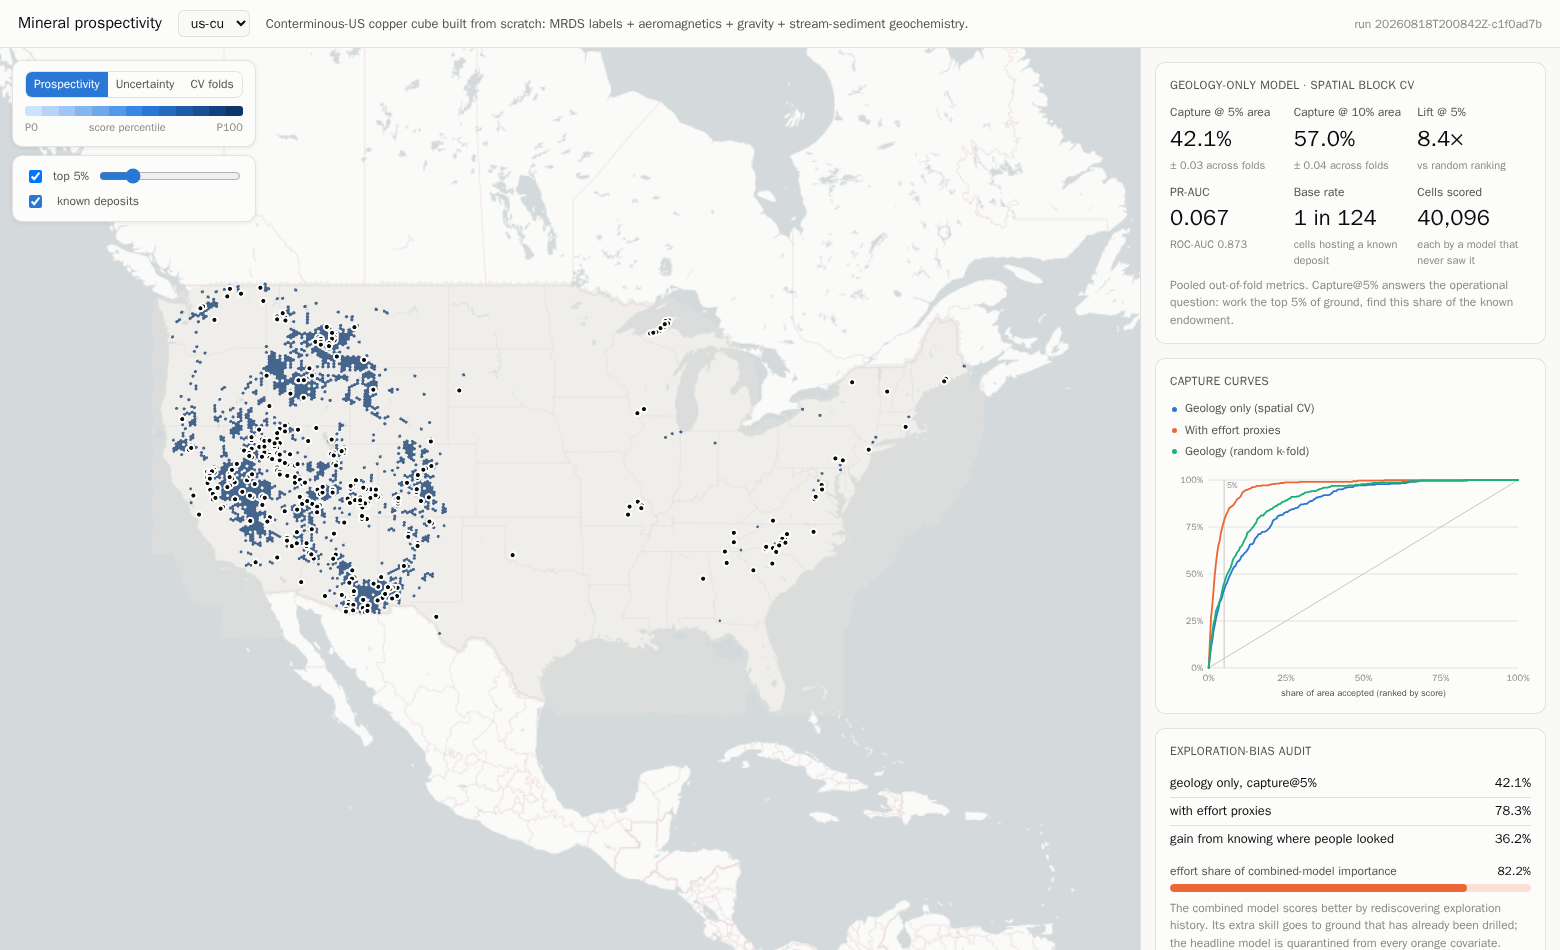 Mineral prospectivity
us-cu
Conterminous-US copper cube built from scratch: MRDS labels + aeromagnetics + gravity + stream-sediment geochemistry.
run 20260818T200842Z-c1f0ad7b
Prospectivity Uncertainty CV folds
P0 score percentile P100
top 5%
known deposits
GEOLOGY-ONLY MODEL · SPATIAL BLOCK CV
Capture @ 5% area Capture @ 10% area Lift @ 5%
42.1% 57.0% 8.4×
± 0.03 across folds ± 0.04 across folds vs random ranking
PR-AUC Base rate Cells scored
0.067 1 in 124 40,096
ROC-AUC 0.873 cells hosting a known each by a model that
deposit never saw it
Pooled out-of-fold metrics. Capture@5% answers the operational
question: work the top 5% of ground, find this share of the known
endowment.
CAPTURE CURVES
Geology only (spatial CV)
With effort proxies
Geology (random k-fold)
100%
5%
75%
50%
25%
0%
0% 25% 50% 75% 100%
share of area accepted (ranked by score)
EXPLORATION-BIAS AUDIT
geology only, capture@5% 42.1%
with effort proxies 78.3%
gain from knowing where people looked 36.2%
effort share of combined-model importance 82.2%
The combined model scores better by rediscovering exploration
history. Its extra skill goes to ground that has already been drilled;
the headline model is quarantined from every orange covariate.